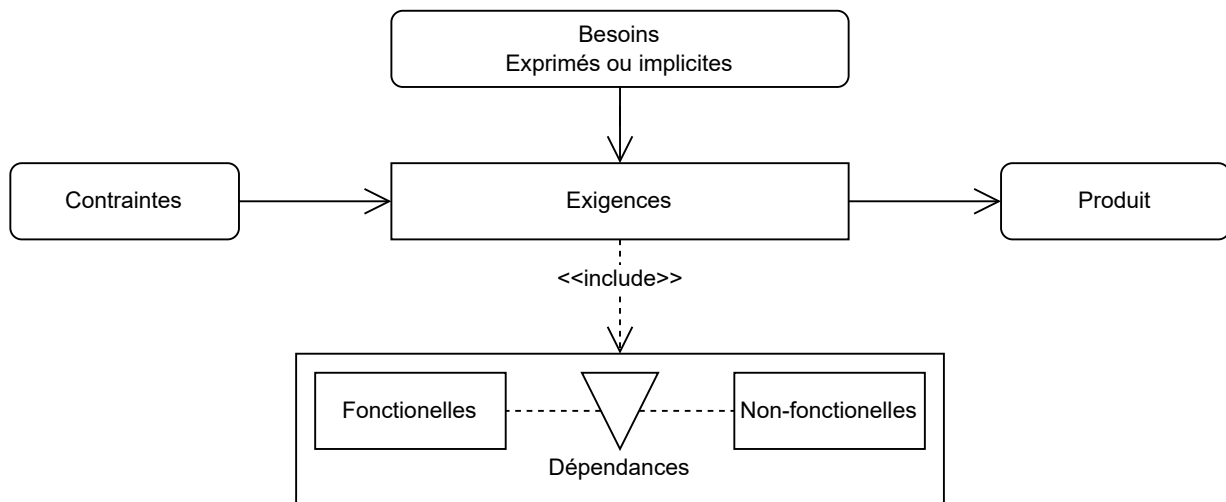 Besoins
Exprimés ou implicites
Contraintes
Exigences
Produit
<<include>>
Fonctionelles
Non-fonctionelles
Dépendances